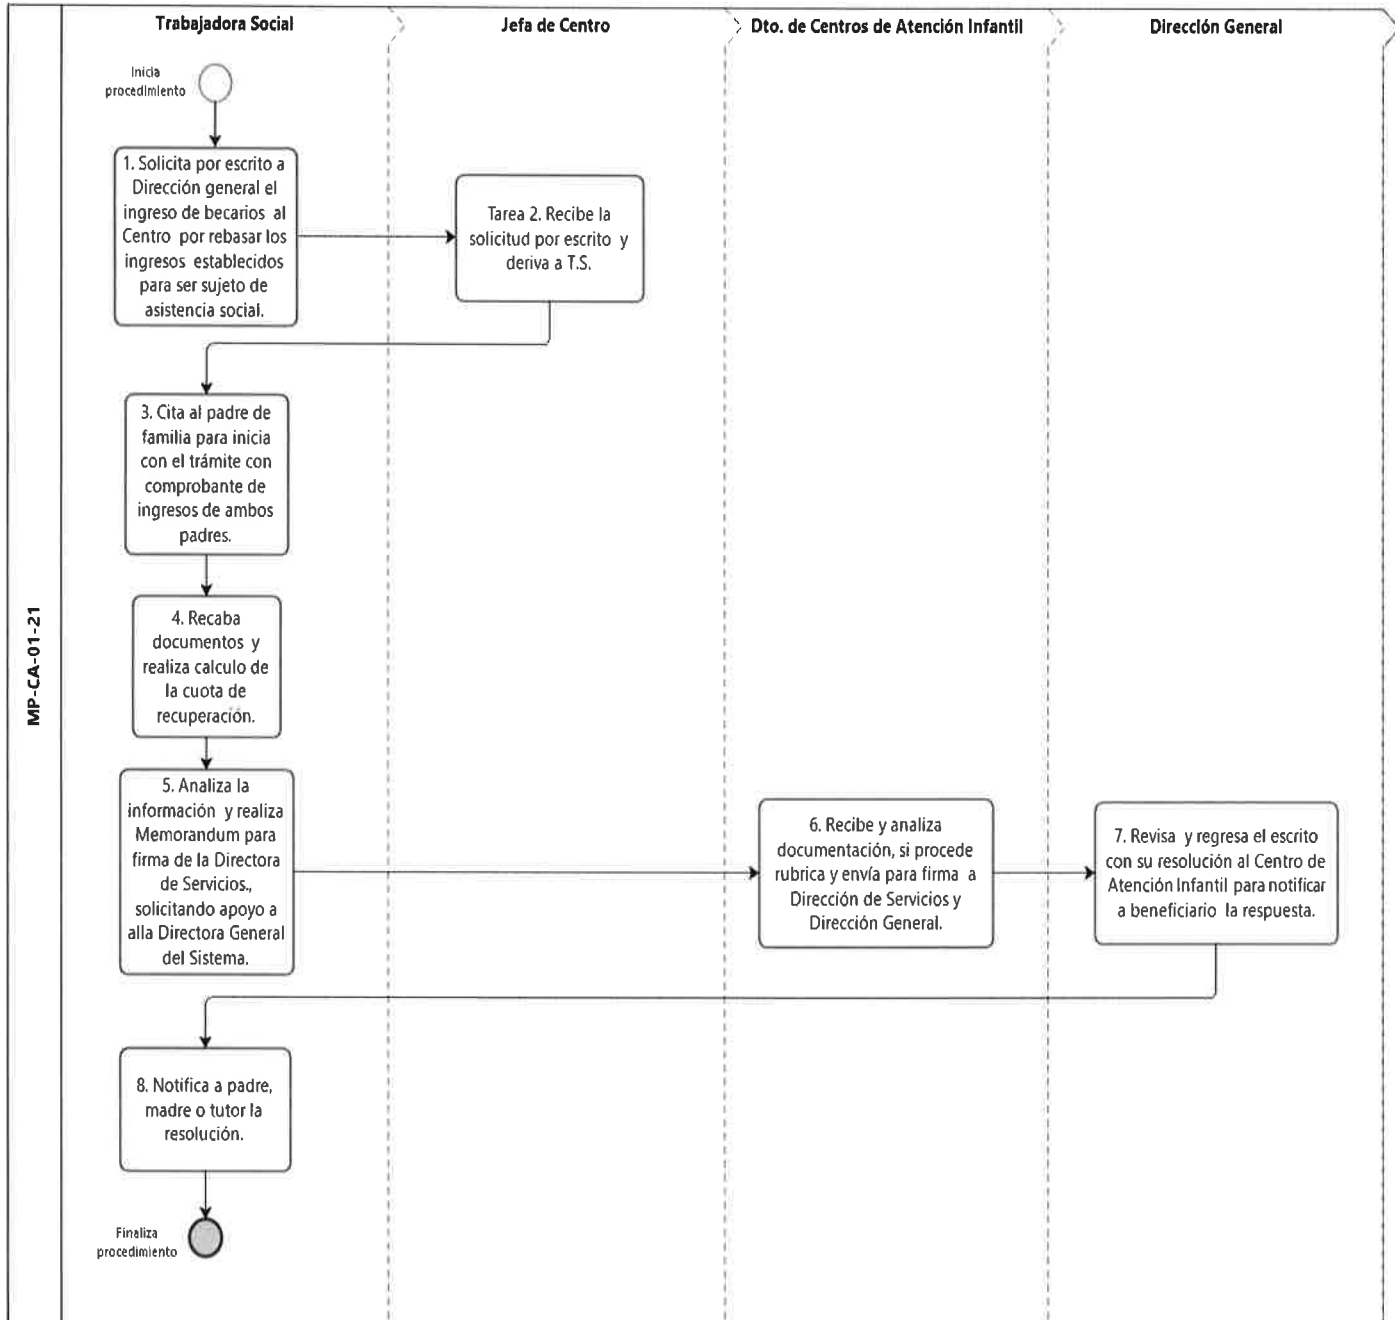 Trabajadora Social
Jefa de Centro
Dto. de Centros de Atención Infantil
Dirección General
MP-CA-01-21
Inicia
procedimiento
1. Solicita por escrito a
Dirección general el
ingreso de becarios al
Centro por rebasar los
ingresos establecidos
para ser sujeto de
asistencia social.
Tarea 2. Recibe la
solicitud por escrito y
deriva a T.S.
3. Cita al padre de
familia para inicia
con el trámite con
comprobante de
ingresos de ambos
padres.
4. Recaba
documentos y
realiza calculo de
la cuota de
recuperación.
5. Analiza la
información y realiza
Memorandum para
firma de la Directora
de Servicios.,
solicitando apoyo a
alla Directora General
del Sistema.
6. Recibe y analiza
documentación, si procede
rubrica y envía para firma a
Dirección de Servicios y
Dirección General.
7. Revisa y regresa el escrito
con su resolución al Centro de
Atención Infantil para notificar
a beneficiario la respuesta.
8. Notifica a padre,
madre o tutor la
resolución.
Finaliza
procedimiento